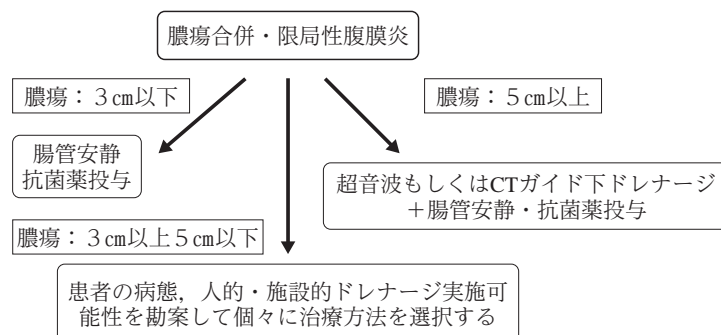 膿瘍合併・限局性腹膜炎
膿瘍：３㎝以下
膿瘍：５㎝以上
腸管安静
抗菌薬投与
超音波もしくはCTガイド下ドレナージ
＋腸管安静・抗菌薬投与
膿瘍：３㎝以上５㎝以下
患者の病態，人的・施設的ドレナージ実施可
能性を勘案して個々に治療方法を選択する